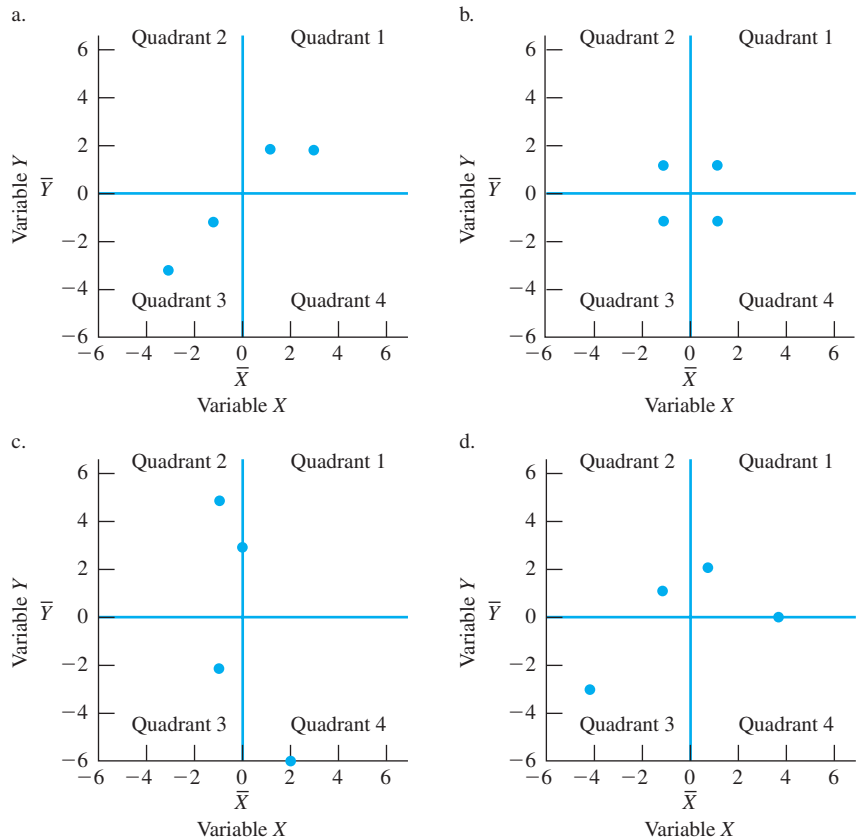 a.
Quadrant 2 Quadrant 1
6
4
2
0
−2
−4
−6
Variable Y
Y̅
Quadrant 3 Quadrant 4
−6 −4 −2 0 2 4 6
X̅
Variable X
b.
Quadrant 2 Quadrant 1
6
4
2
0
−2
−4
−6
Variable Y
Y̅
Quadrant 3 Quadrant 4
−6 −4 −2 0 2 4 6
X̅
Variable X
c.
Quadrant 2 Quadrant 1
6
4
2
0
−2
−4
−6
Variable Y
Y̅
Quadrant 3 Quadrant 4
−6 −4 −2 0 2 4 6
X̅
Variable X
d.
Quadrant 2 Quadrant 1
6
4
2
0
−2
−4
−6
Variable Y
Y̅
Quadrant 3 Quadrant 4
−6 −4 −2 0 2 4 6
X̅
Variable X